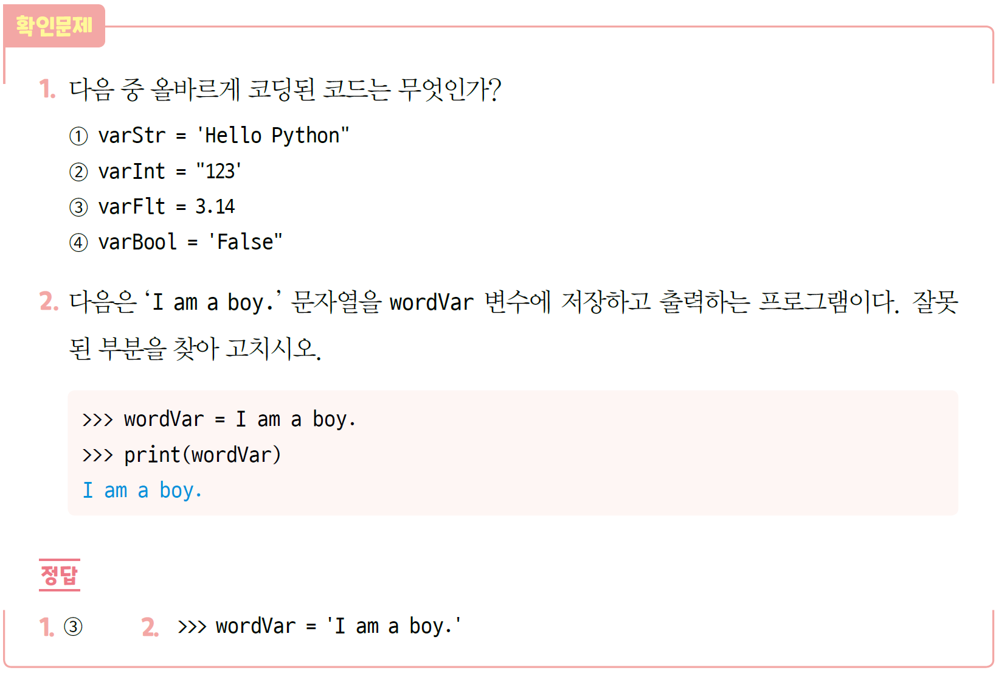 확인문제
1. 다음 중 올바르게 코딩된 코드는 무엇인가?
① varStr = 'Hello Python"
② varInt = "123'
③ varFlt = 3.14
④ varBool = 'False"
2. 다음은 ‘I am a boy.’ 문자열을 wordVar 변수에 저장하고 출력하는 프로그램이다. 잘못
된 부분을 찾아 고치시오.
>>> wordVar = I am a boy.
>>> print(wordVar)
I am a boy.
정답
1. ③ 2. >>> wordVar = 'I am a boy.'